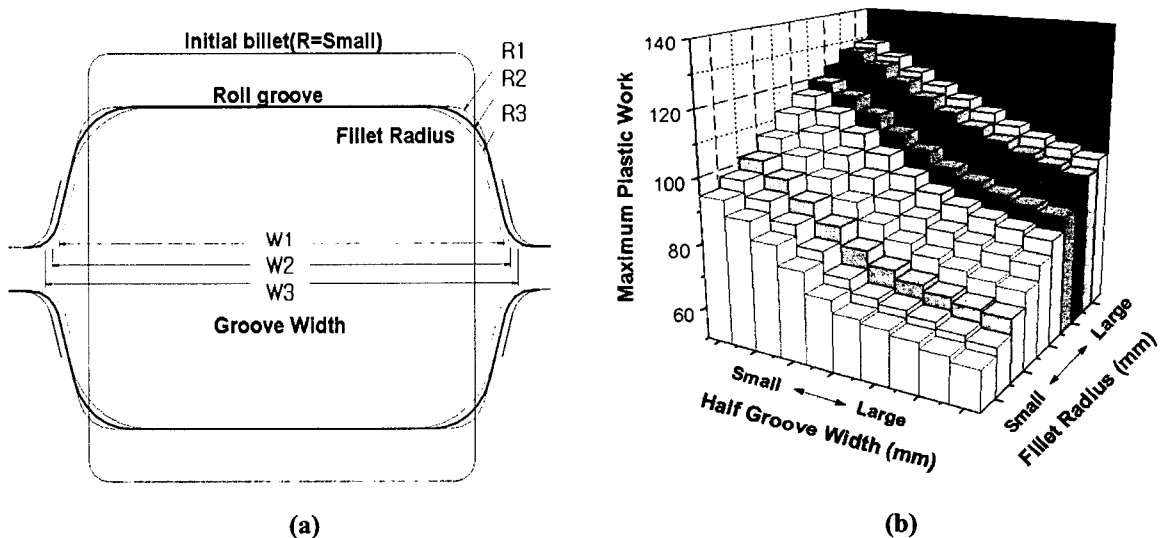 Initial billet(R=Small)
R1
R2
R3
Roll groove
Fillet Radius
W1
W2
W3
Groove Width
(a)
Maximum Plastic Work
140
120
100
80
60
Small
Large
Half Groove Width (mm)
Small
Large
Fillet Radius (mm)
(b)